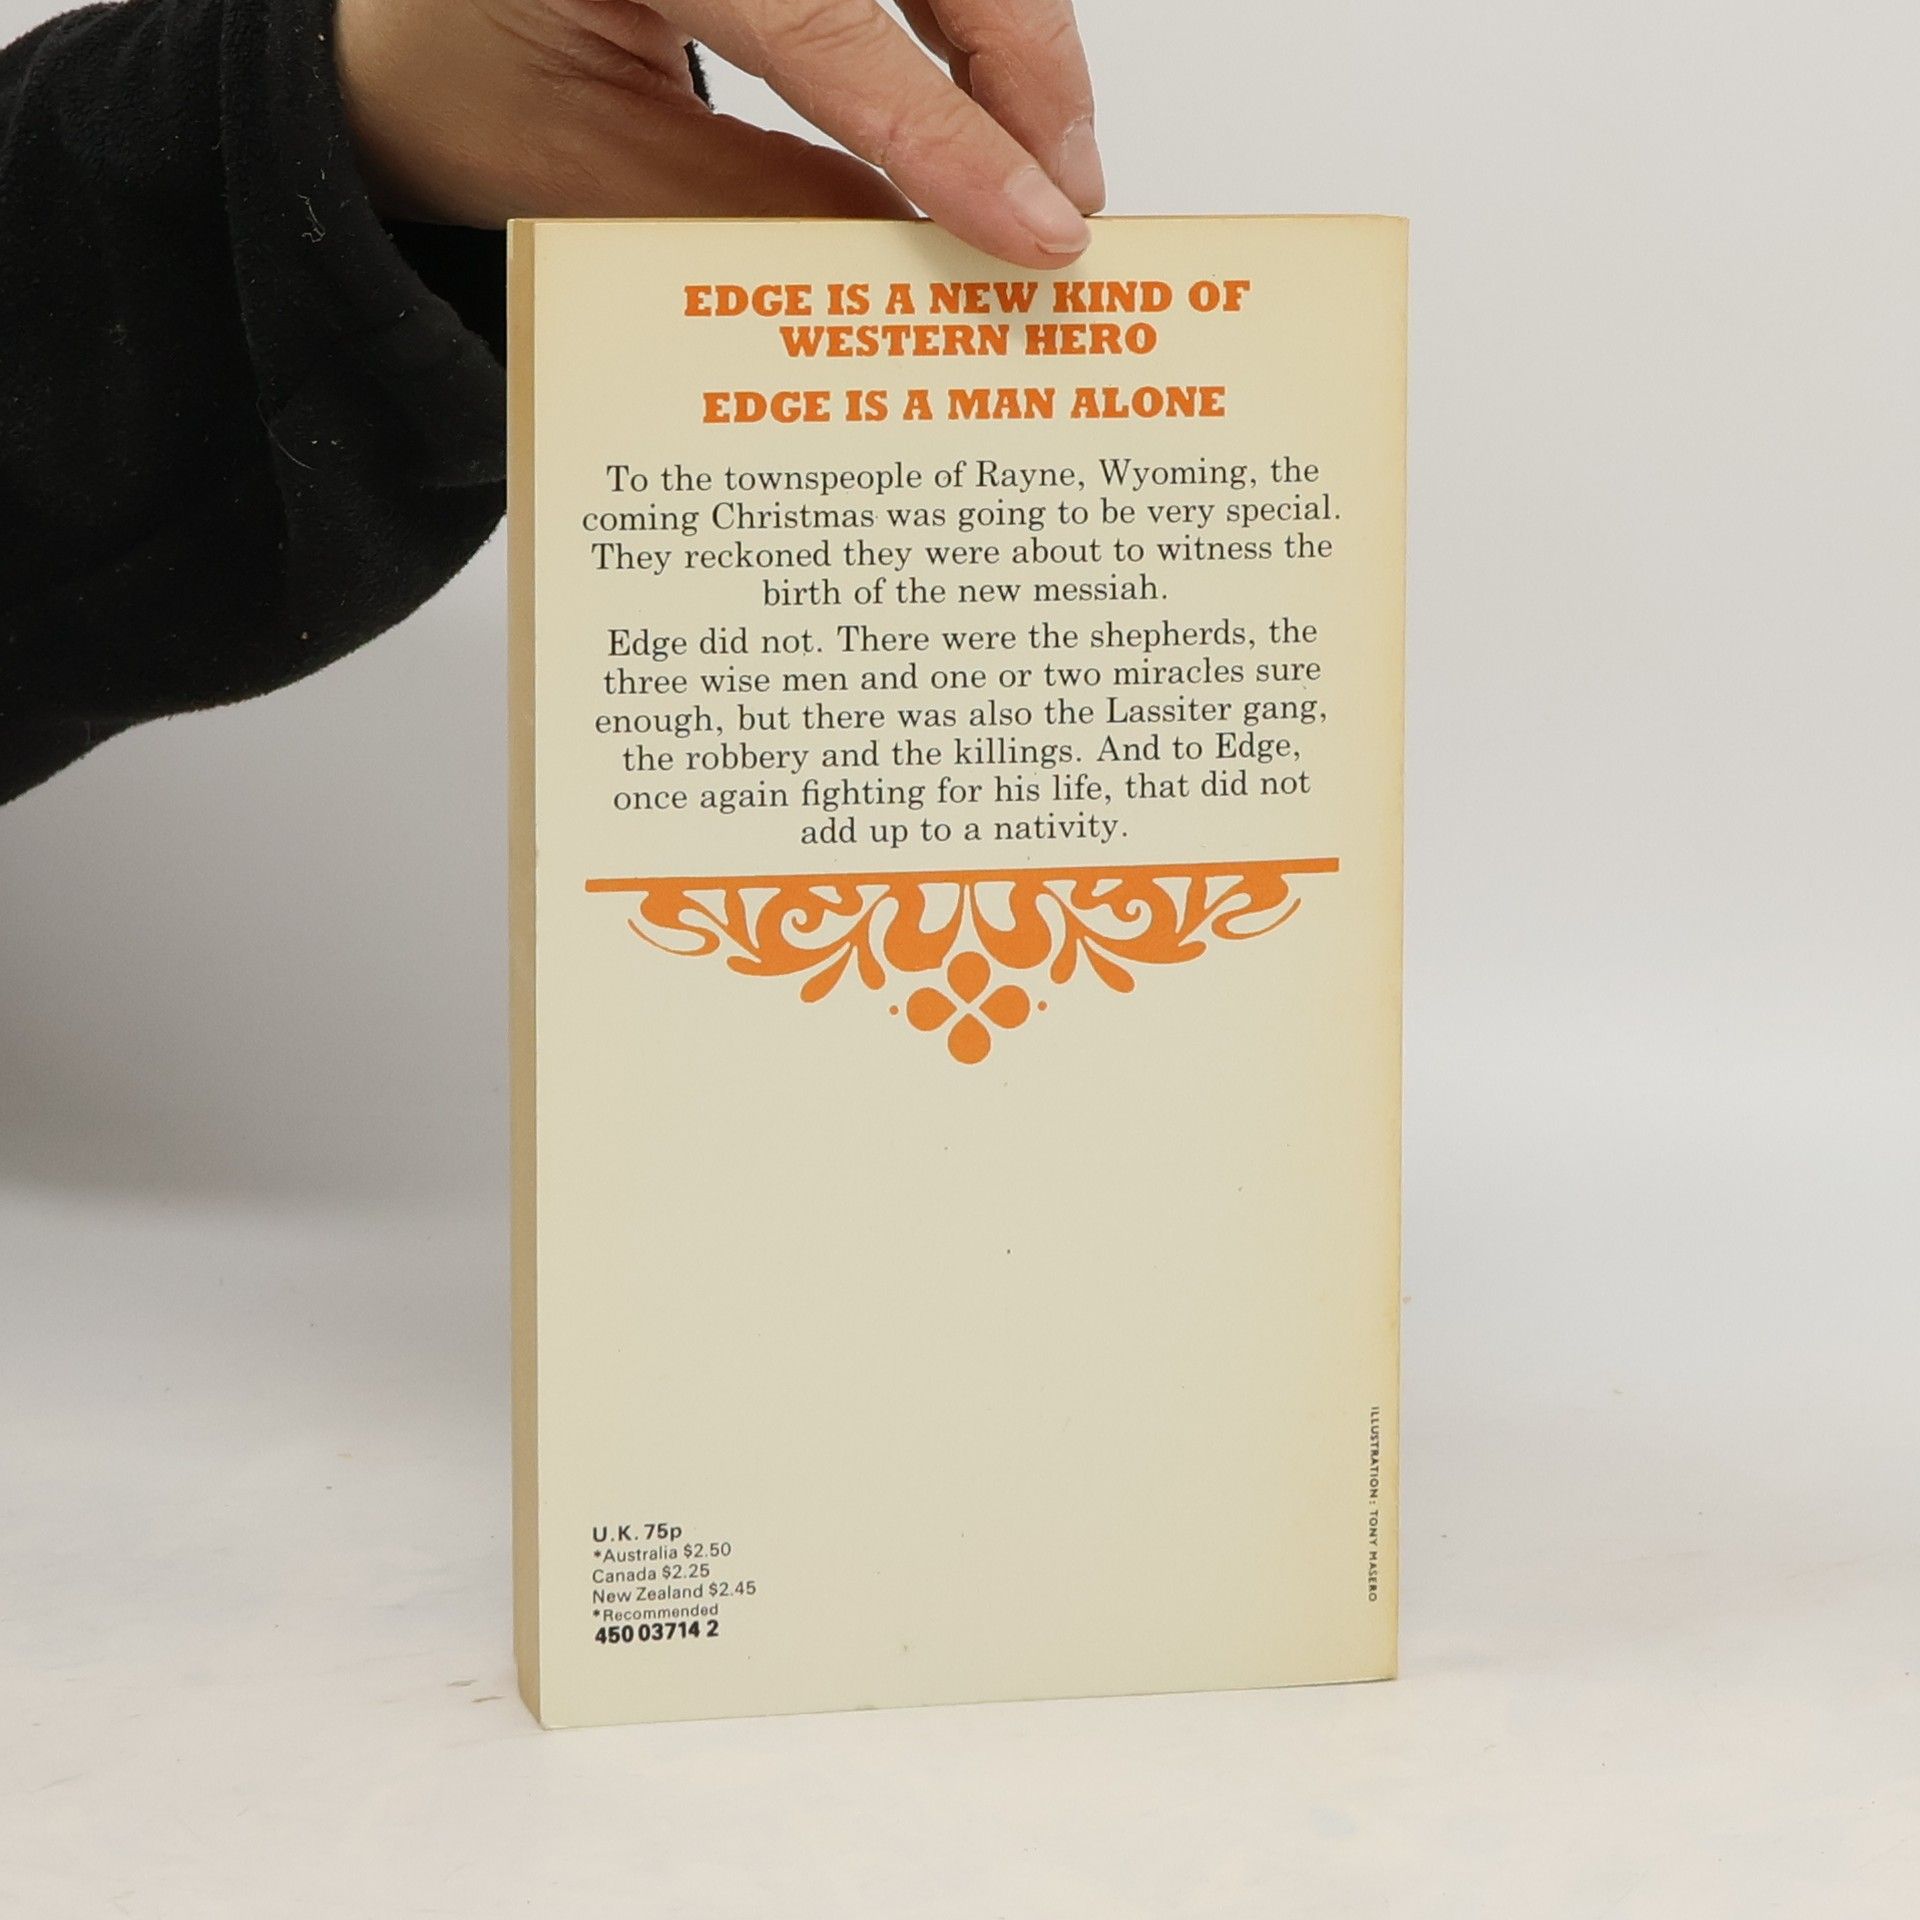 EDGE IS A NEW KIND OF
WESTERN HERO
EDGE IS A MAN ALONE
To the townspeople of Rayne, Wyoming, the
coming Christmas was going to be very special.
They reckoned they were about to witness the
birth of the new messiah.
Edge did not. There were the shepherds, the
three wise men and one or two miracles sure
enough, but there was also the Lassiter gang,
the robbery and the killings. And to Edge,
once again fighting for his life, that did not
add up to a nativity.
U.K. 75p
*Australia $2.50
Canada $2.25
New Zealand $2.45
*Recommended
450 03714 2
ILLUSTRATION: TONY MASERO